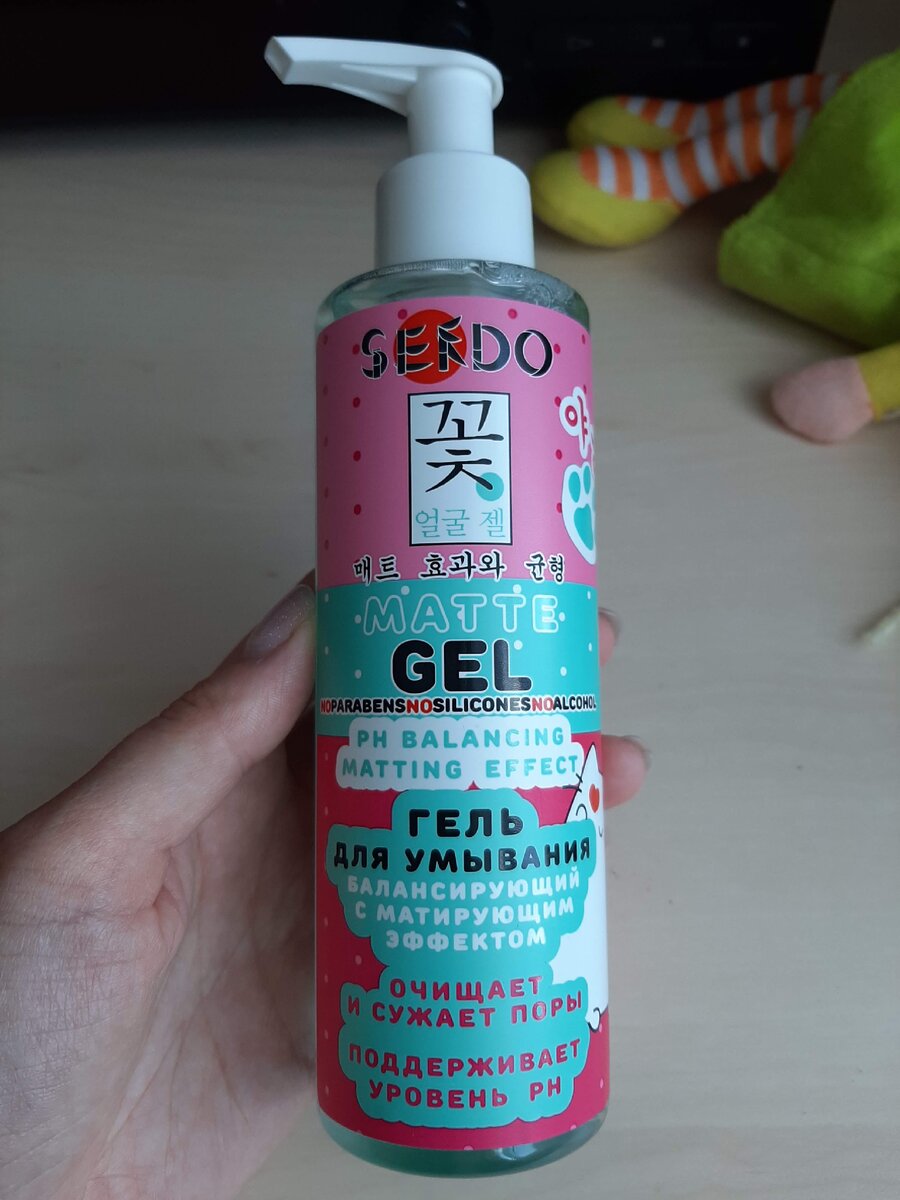 SENDO
꽃
얼굴 젤
야
매트 효과와 균형
MATTE
GEL
NOPARABENSNOSILICONESNOALCOHOL
PH BALANCING
MATTING EFFECT
ГЕЛЬ
ДЛЯ УМЫВАНИЯ
БАЛАНСИРУЮЩИЙ
С МАТИРУЮЩИМ
ЭФФЕКТОМ
ОЧИЩАЕТ
И СУЖАЕТ ПОРЫ
ПОДДЕРЖИВАЕТ
УРОВЕНЬ PH